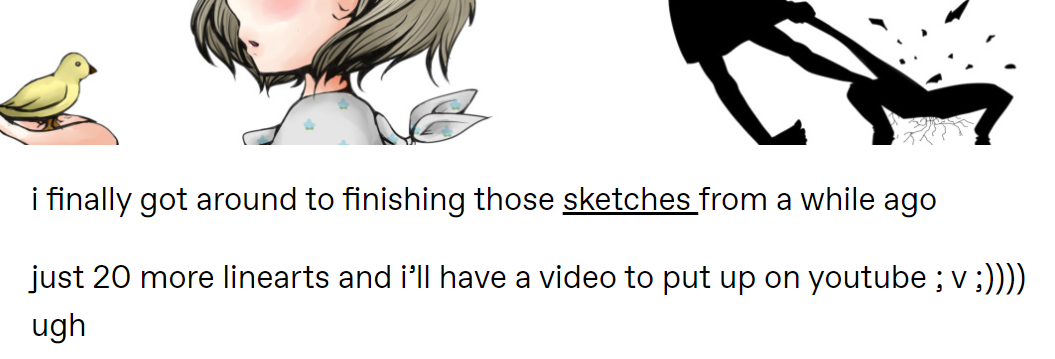 i finally got around to finishing those sketches from a while ago
just 20 more linearts and i’ll have a video to put up on youtube ; v ;))))
ugh